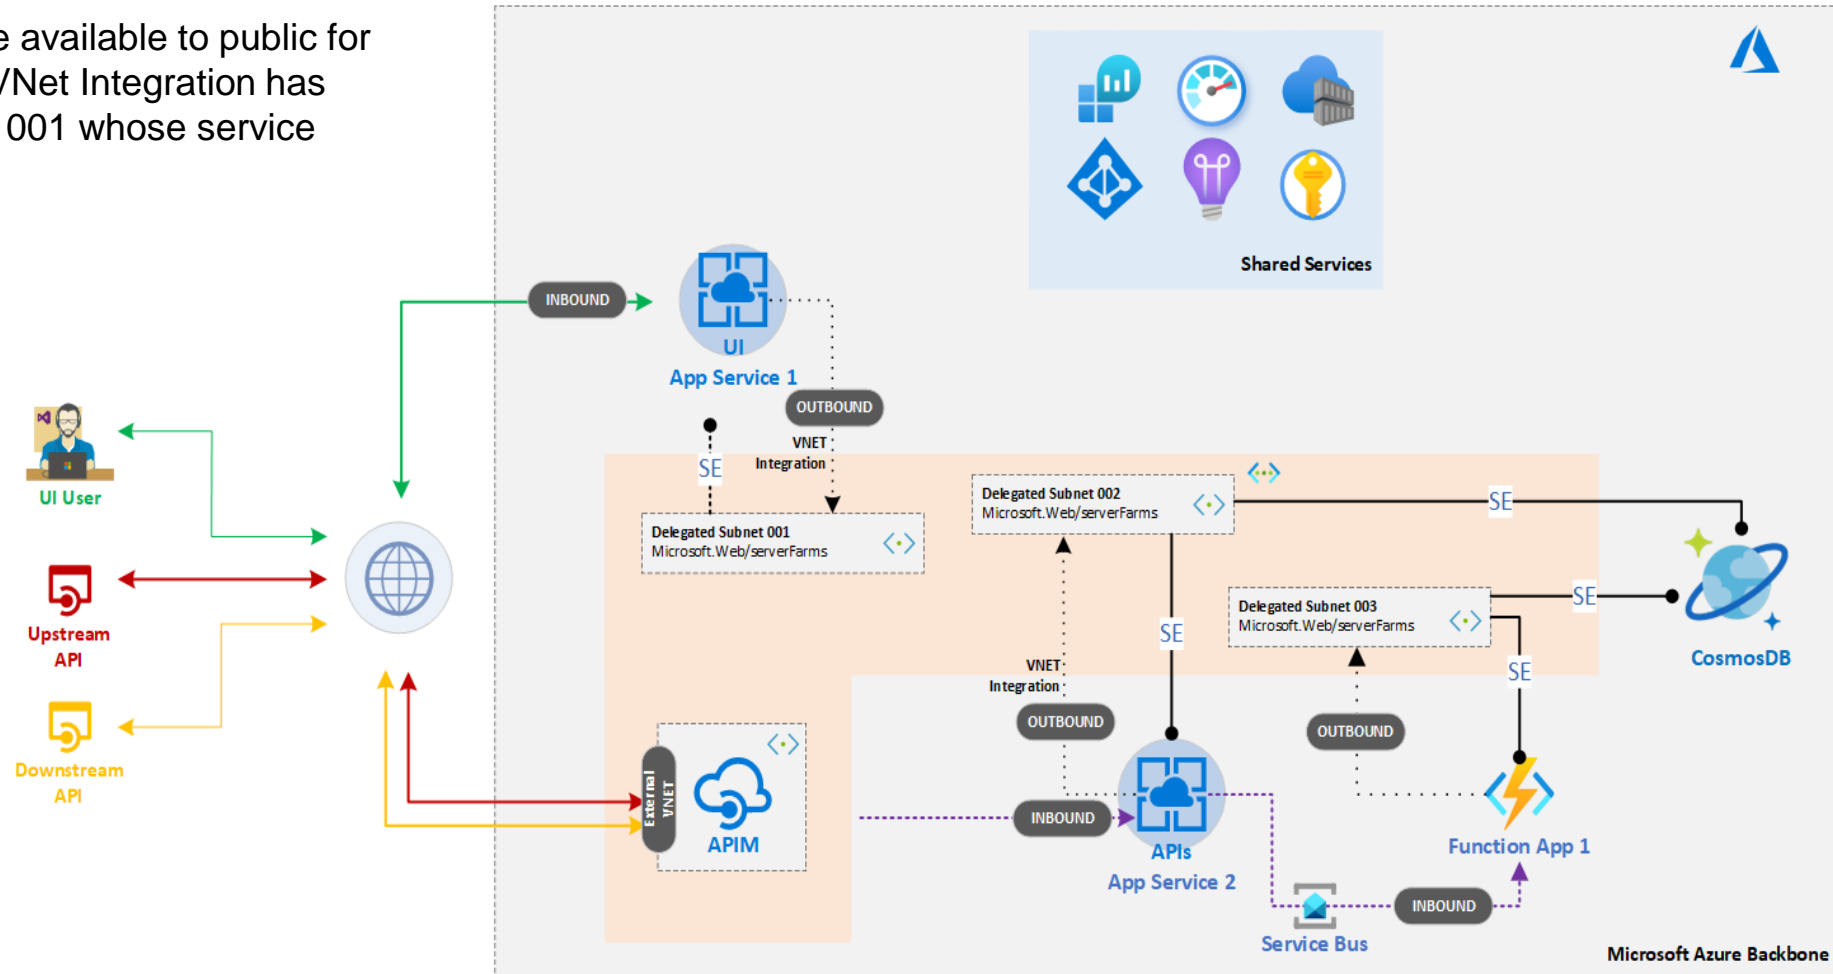 e available to public for
VNet Integration has
001 whose service
Shared Services
INBOUND
UI
App Service 1
OUTBOUND
VNET
Integration
SE
UI User
Delegated Subnet 001
Microsoft.Web/serverFarms
Delegated Subnet 002
Microsoft.Web/serverFarms
SE
Delegated Subnet 003
Microsoft.Web/serverFarms
SE
SE
SE
CosmosDB
Upstream
API
VNET
Integration
OUTBOUND
OUTBOUND
Downstream
API
External
VNET
APIM
INBOUND
APIs
App Service 2
Function App 1
INBOUND
Service Bus
Microsoft Azure Backbone